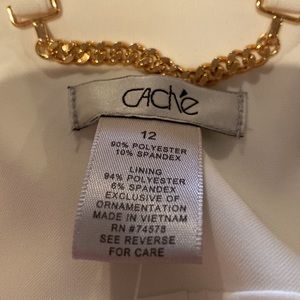 CACHE
12
90% POLYESTER
10% SPANDEX
LINING
94% POLYESTER
6% SPANDEX
EXCLUSIVE OF
ORNAMENTATION
MADE IN VIETNAM
RN #74578
SEE REVERSE
FOR CARE